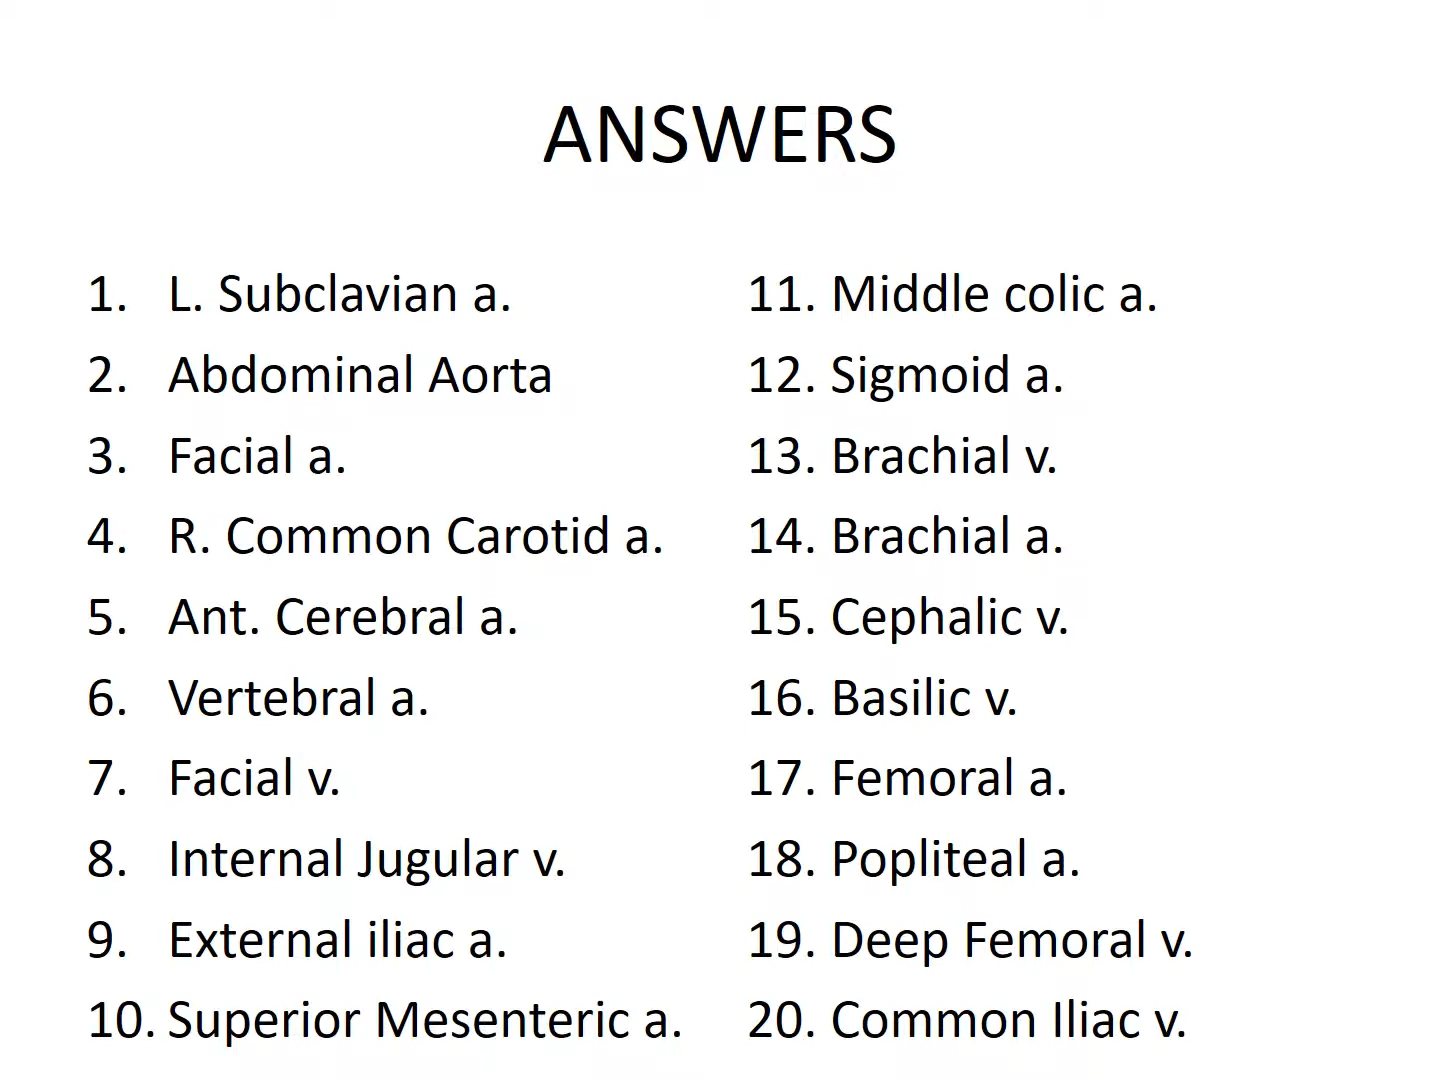 ANSWERS
1. L. Subclavian a.
2. Abdominal Aorta
3. Facial a.
4. R. Common Carotid a.
5. Ant. Cerebral a.
6. Vertebral a.
7. Facial v.
8. Internal Jugular v.
9. External iliac a.
10. Superior Mesenteric a.
11. Middle colic a.
12. Sigmoid a.
13. Brachial v.
14. Brachial a.
15. Cephalic v.
16. Basilic v.
17. Femoral a.
18. Popliteal a.
19. Deep Femoral v.
20. Common Iliac v.